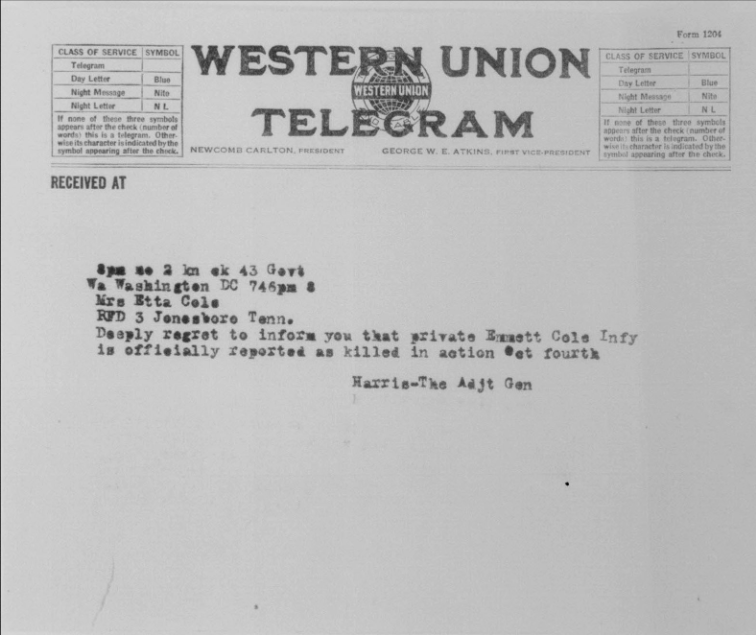 Form 1204
CLASS OF SERVICE SYMBOL
Telegram
Day Letter Blue
Night Message Nite
Night Letter N L
If none of these three symbols
appears after the check (number of
words) this is a telegram. Other-
wise its character is indicated by the
symbol appearing after the check.
WESTERN UNION
WESTERN UNION
TELEGRAM
NEWCOMB CARLTON, PRESIDENT GEORGE W. E. ATKINS, FIRST VICE-PRESIDENT
CLASS OF SERVICE SYMBOL
Telegram
Day Letter Blue
Night Message Nite
Night Letter N L
If none of these three symbols
appears after the check (number of
words) this is a telegram. Other-
wise its character is indicated by the
symbol appearing after the check.
RECEIVED AT
8pm 2 kn ek 43 Govt
Wa Washington DC 746pm 8
Mrs Etta Cole
RFD 3 Jonesboro Tenn.
Deeply regret to inform you that private Emmett Cole Infy
is officially reported as killed in action Oct fourth
Harris-The Adjt Gen